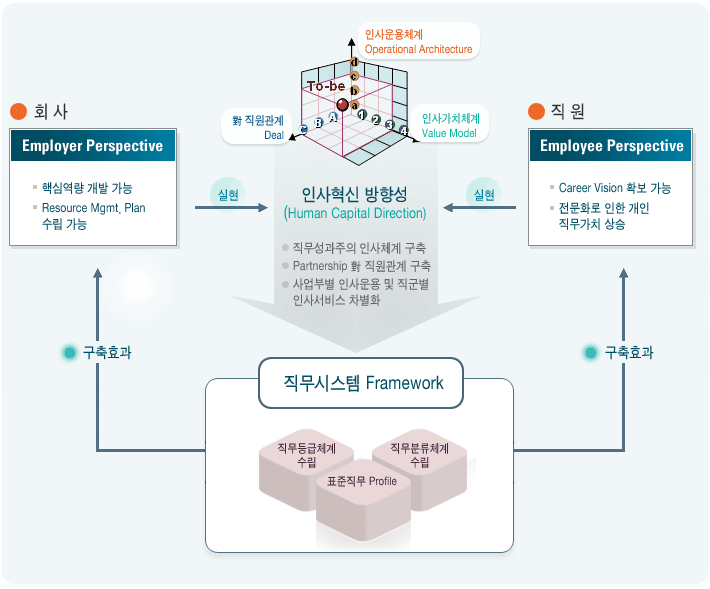 인사운용체계
Operational Architecture
d
c
b
a
To-be
對 직원관계
Deal
C B A
1 2 3 4
인사가치체계
Value Model
회 사
Employer Perspective
핵심역량 개발 가능
Resource Mgmt, Plan
수립 가능
실현
인사혁신 방향성
(Human Capital Direction)
직무성과주의 인사체계 구축
Partnership 對 직원관계 구축
사업부별 인사운용 및 직군별
인사서비스 차별화
실현
직 원
Employee Perspective
Career Vision 확보 가능
전문화로 인한 개인
직무가치 상승
구축효과
구축효과
직무시스템 Framework
직무등급체계
수립
직무분류체계
수립
표준직무 Profile